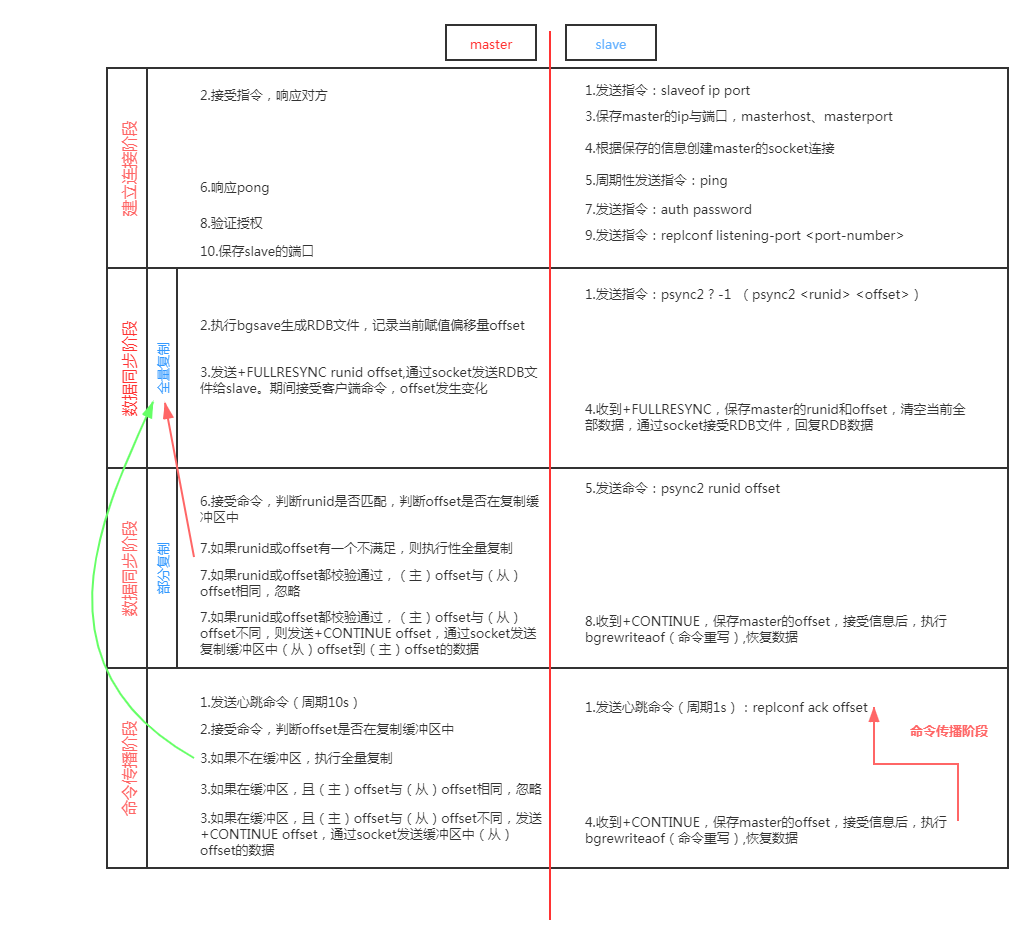 master
slave
建立连接阶段
2.接受指令，响应对方
6.响应pong
8.验证授权
10.保存slave的端口
1.发送指令：slaveof ip port
3.保存master的ip与端口，masterhost、masterport
4.根据保存的信息创建master的socket连接
5.周期性发送指令：ping
7.发送指令：auth password
9.发送指令：replconf listening-port <port-number>
数据同步阶段
全量复制
2.执行bgsave生成RDB文件，记录当前赋值偏移量offset
3.发送+FULLRESYNC runid offset,通过socket发送RDB文
件给slave。期间接受客户端命令，offset发生变化
1.发送指令：psync2 ? -1 （psync2 <runid> <offset>）
4.收到+FULLRESYNC，保存master的runid和offset，清空当前全
部数据，通过socket接受RDB文件，回复RDB数据
数据同步阶段
部分复制
6.接受命令，判断runid是否匹配，判断offset是否在复制缓
冲区中
7.如果runid或offset有一个不满足，则执行性全量复制
7.如果runid或offset都校验通过，（主）offset与（从）
offset相同，忽略
7.如果runid或offset都校验通过，（主）offset与（从）
offset不同，则发送+CONTINUE offset，通过socket发送
复制缓冲区中（从）offset到（主）offset的数据
5.发送命令：psync2 runid offset
8.收到+CONTINUE，保存master的offset，接受信息后，执行
bgrewriteaof（命令重写）,恢复数据
命令传播阶段
1.发送心跳命令（周期10s）
2.接受命令，判断offset是否在复制缓冲区中
3.如果不在缓冲区，执行全量复制
3.如果在缓冲区，且（主）offset与（从）offset相同，忽略
3.如果在缓冲区，且（主）offset与（从）offset不同，发送
+CONTINUE offset，通过socket发送缓冲区中（从）
offset的数据
1.发送心跳命令（周期1s）：replconf ack offset
命令传播阶段
4.收到+CONTINUE，保存master的offset，接受信息后，执行
bgrewriteaof（命令重写）,恢复数据